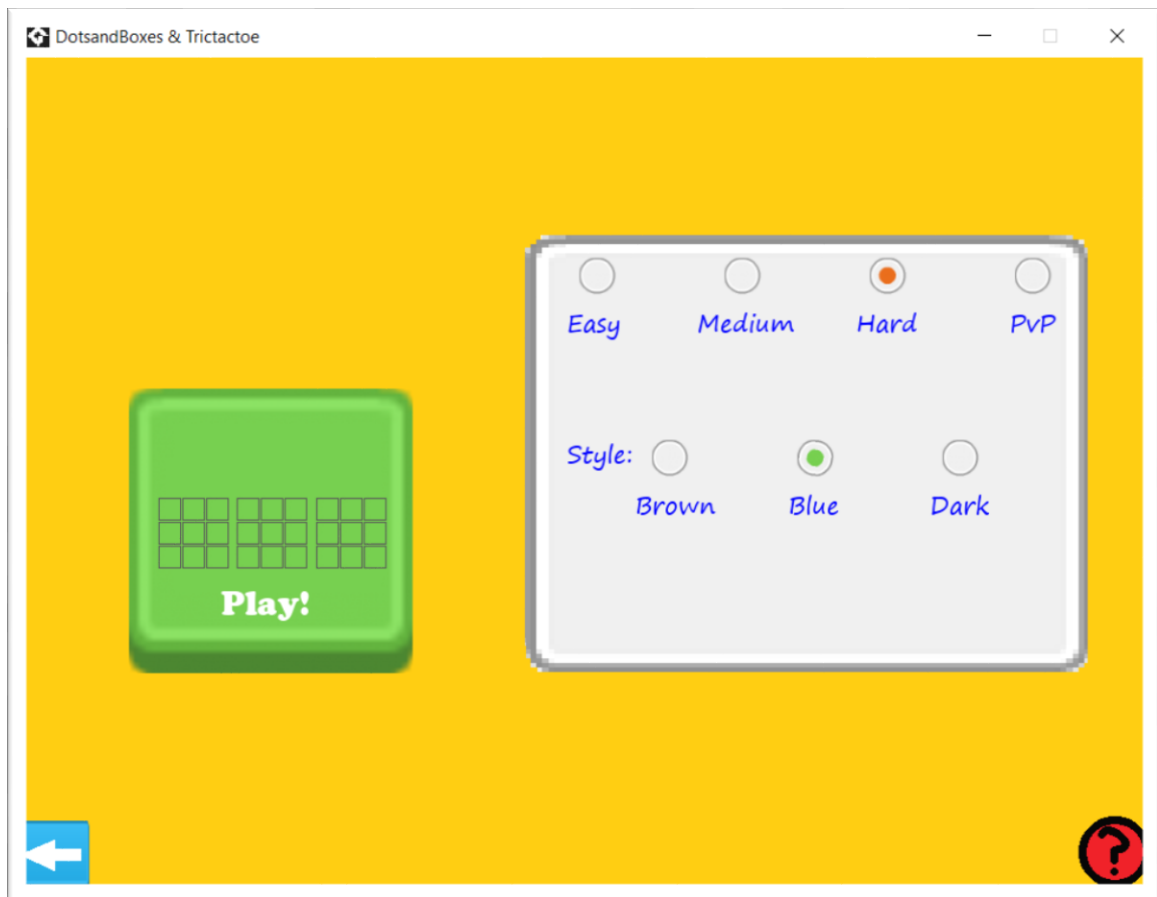 DotsandBoxes & Trictactoe
Easy Medium Hard PvP
Style:
Brown Blue Dark
Play!
?